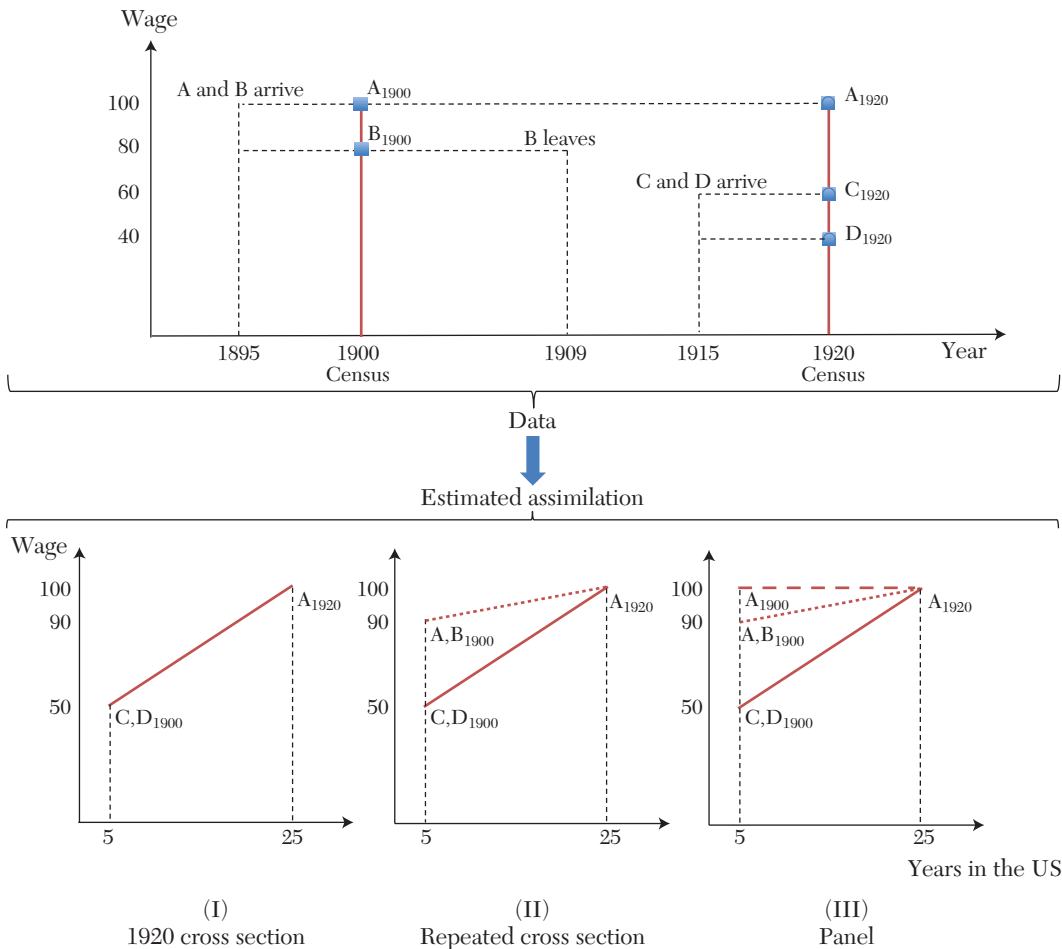 Wage
100
80
60
40
A and B arrive
A1900
B1900
B leaves
C and D arrive
A1920
C1920
D1920
1895
1900
Census
1909
1915
1920
Census
Year
Data
Estimated assimilation
Wage
100
90
50
A1920
C,D1900
5
25
100
90
50
A1920
A,B1900
C,D1900
5
25
100
90
50
A1900
A1920
A,B1900
C,D1900
5
25
Years in the US
(I)
1920 cross section
(II)
Repeated cross section
(III)
Panel